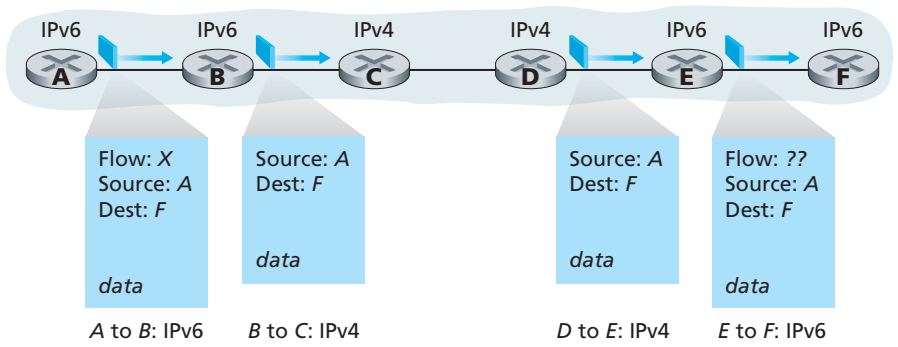 IPv6 IPv6 IPv4 IPv4 IPv6 IPv6
A B C D E F
Flow: X
Source: A
Dest: F
data
Source: A
Dest: F
data
Source: A
Dest: F
data
Flow: ??
Source: A
Dest: F
data
A to B: IPv6 B to C: IPv4 D to E: IPv4 E to F: IPv6